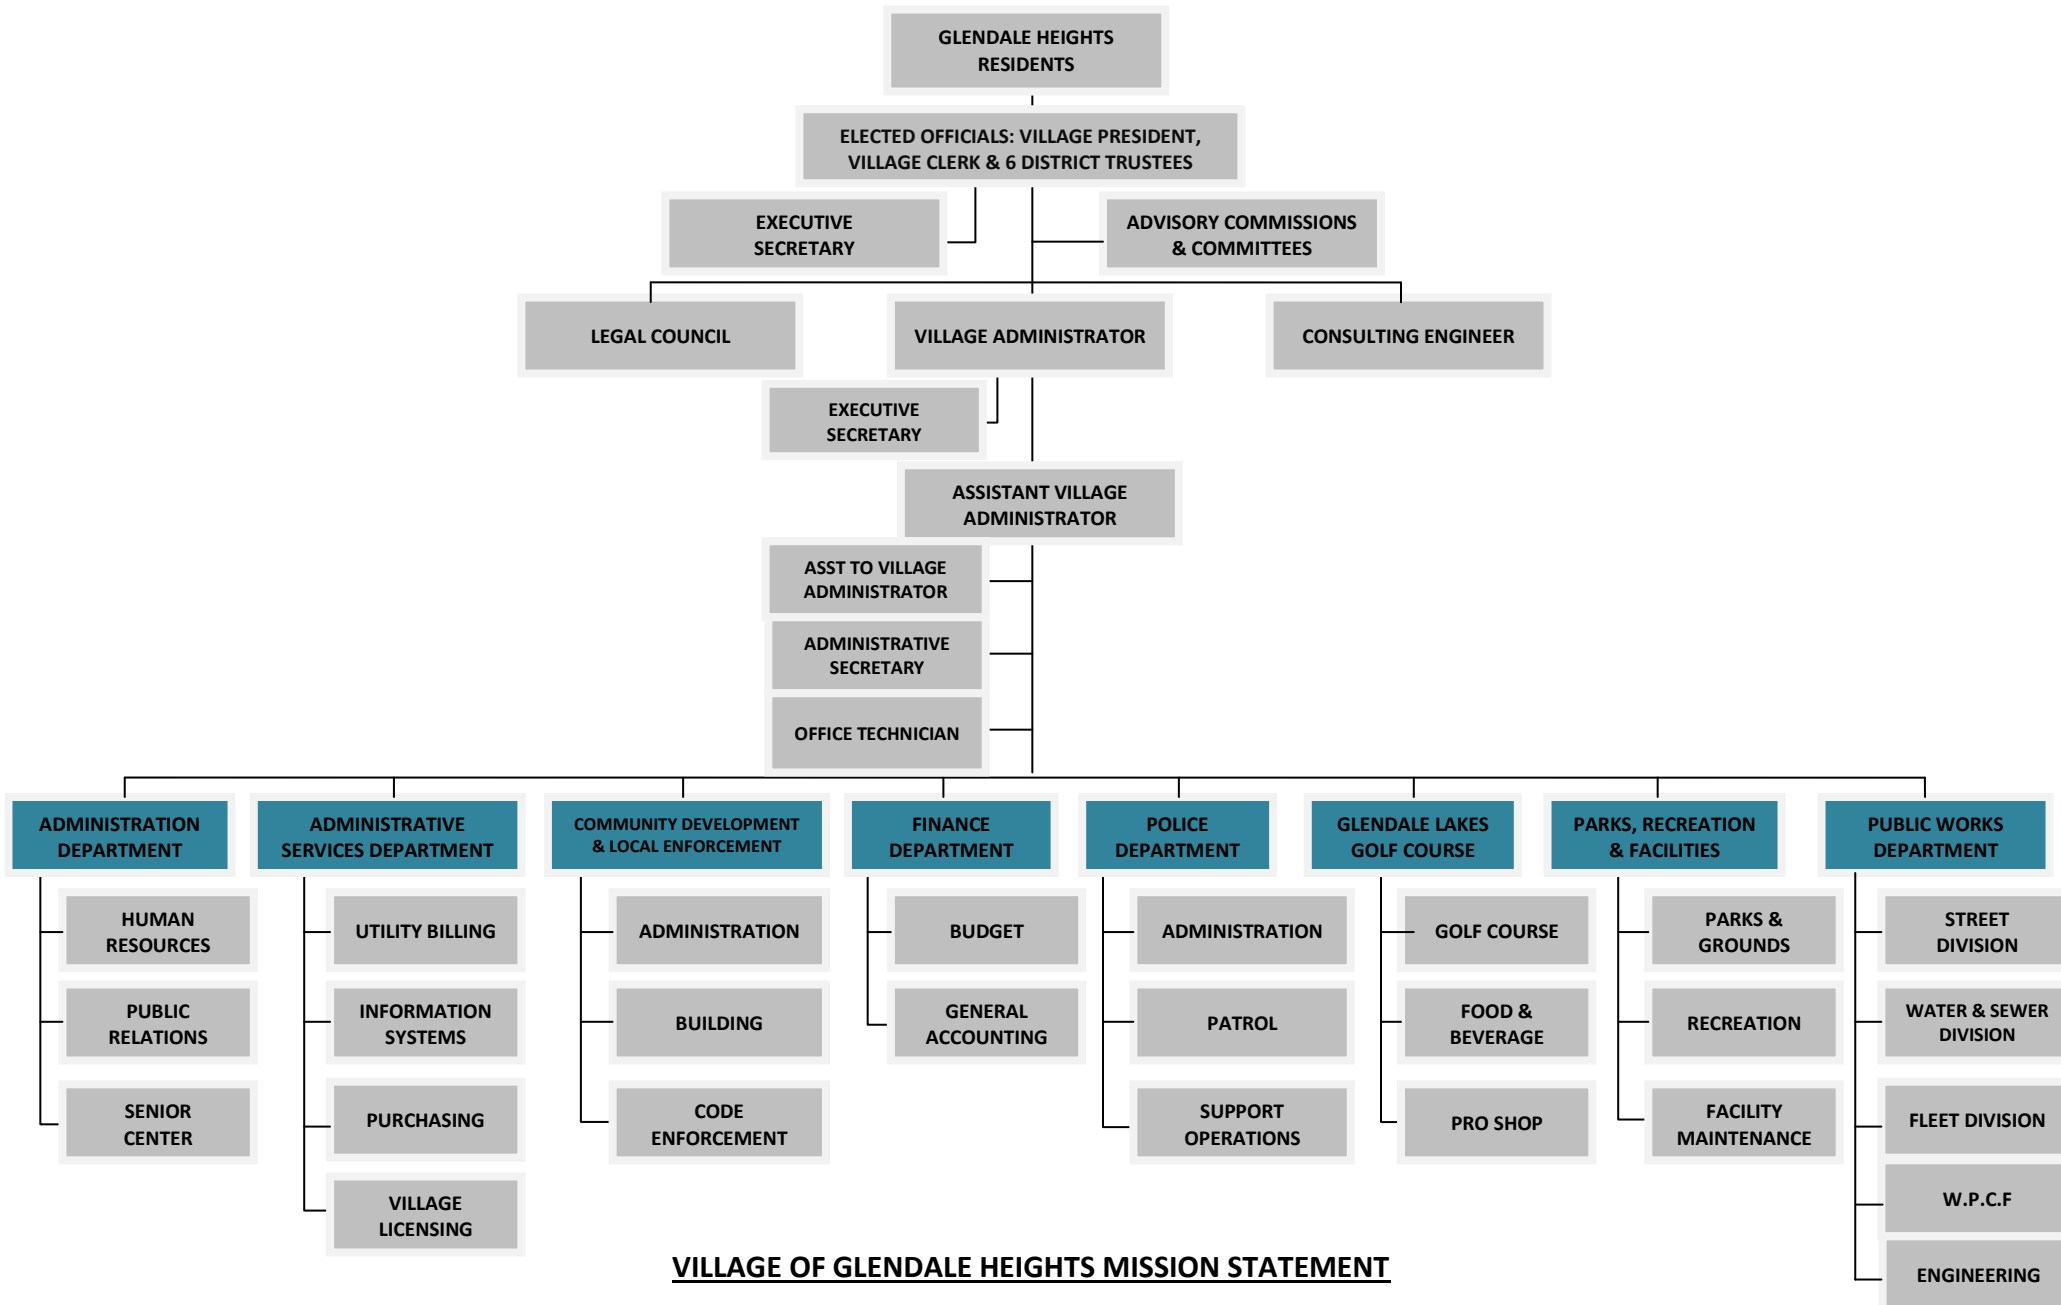 GLENDALE HEIGHTS
RESIDENTS
ELECTED OFFICIALS: VILLAGE PRESIDENT,
VILLAGE CLERK & 6 DISTRICT TRUSTEES
EXECUTIVE
SECRETARY
ADVISORY COMMISSIONS
& COMMITTEES
LEGAL COUNCIL
VILLAGE ADMINISTRATOR
CONSULTING ENGINEER
EXECUTIVE
SECRETARY
ASSISTANT VILLAGE
ADMINISTRATOR
ASST TO VILLAGE
ADMINISTRATOR
ADMINISTRATIVE
SECRETARY
OFFICE TECHNICIAN
ADMINISTRATION
DEPARTMENT
HUMAN
RESOURCES
PUBLIC
RELATIONS
SENIOR
CENTER
ADMINISTRATIVE
SERVICES DEPARTMENT
UTILITY BILLING
INFORMATION
SYSTEMS
PURCHASING
VILLAGE
LICENSING
COMMUNITY DEVELOPMENT
& LOCAL ENFORCEMENT
ADMINISTRATION
BUILDING
CODE
ENFORCEMENT
FINANCE
DEPARTMENT
BUDGET
GENERAL
ACCOUNTING
POLICE
DEPARTMENT
ADMINISTRATION
PATROL
SUPPORT
OPERATIONS
GLENDALE LAKES
GOLF COURSE
GOLF COURSE
FOOD &
BEVERAGE
PRO SHOP
PARKS, RECREATION
& FACILITIES
PARKS &
GROUNDS
RECREATION
FACILITY
MAINTENANCE
PUBLIC WORKS
DEPARTMENT
STREET
DIVISION
WATER & SEWER
DIVISION
FLEET DIVISION
W.P.C.F
ENGINEERING
VILLAGE OF GLENDALE HEIGHTS MISSION STATEMENT